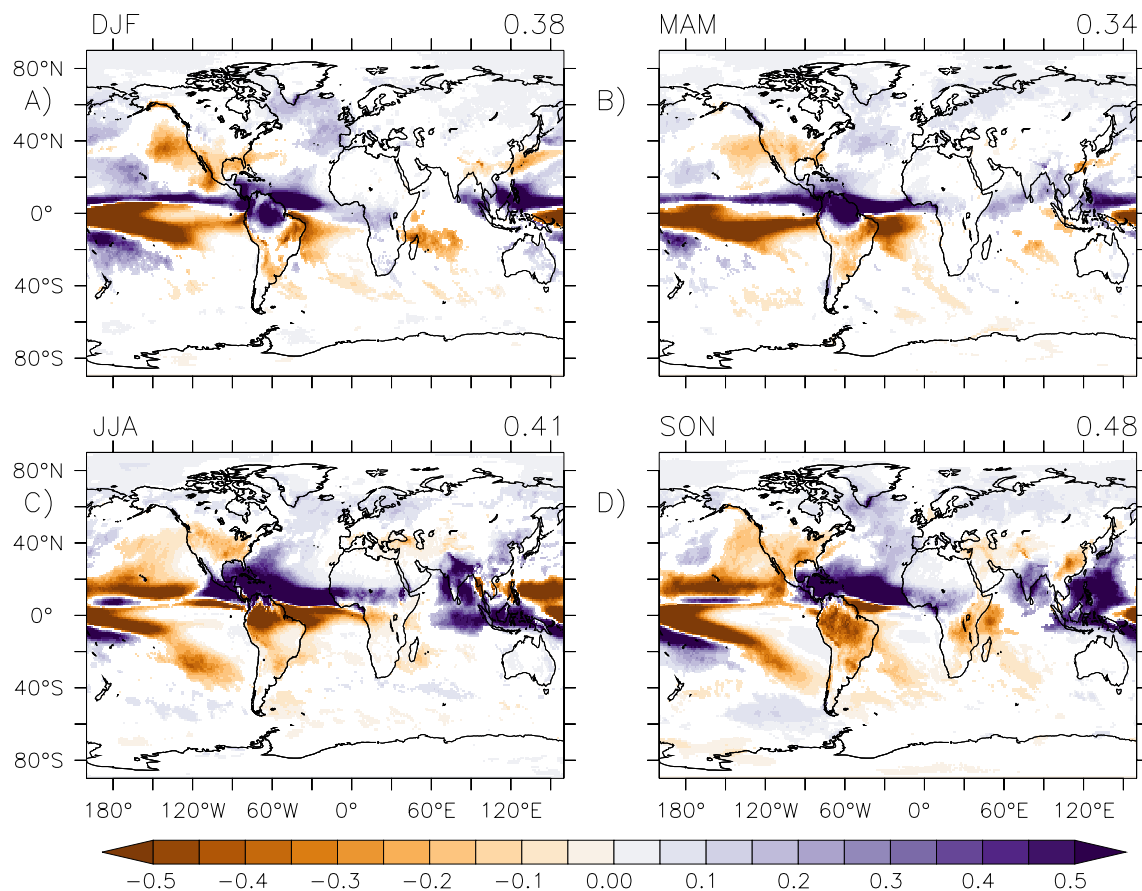 DJF 0.38 MAM 0.34
80°N
A) B)
40°N
0°
40°S
80°S
JJA 0.41 SON 0.48
80°N
C) D)
40°N
0°
40°S
80°S
180° 120°W 60°W 0° 60°E 120°E 180° 120°W 60°W 0° 60°E 120°E
−0.5 −0.4 −0.3 −0.2 −0.1 0.00 0.1 0.2 0.3 0.4 0.5